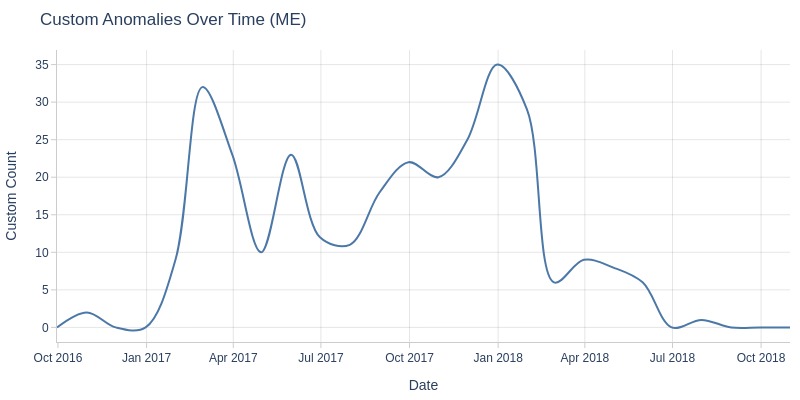 Custom Anomalies Over Time (ME)
Custom Count
35
30
25
20
15
10
5
0
Oct 2016 Jan 2017 Apr 2017 Jul 2017 Oct 2017 Jan 2018 Apr 2018 Jul 2018 Oct 2018
Date